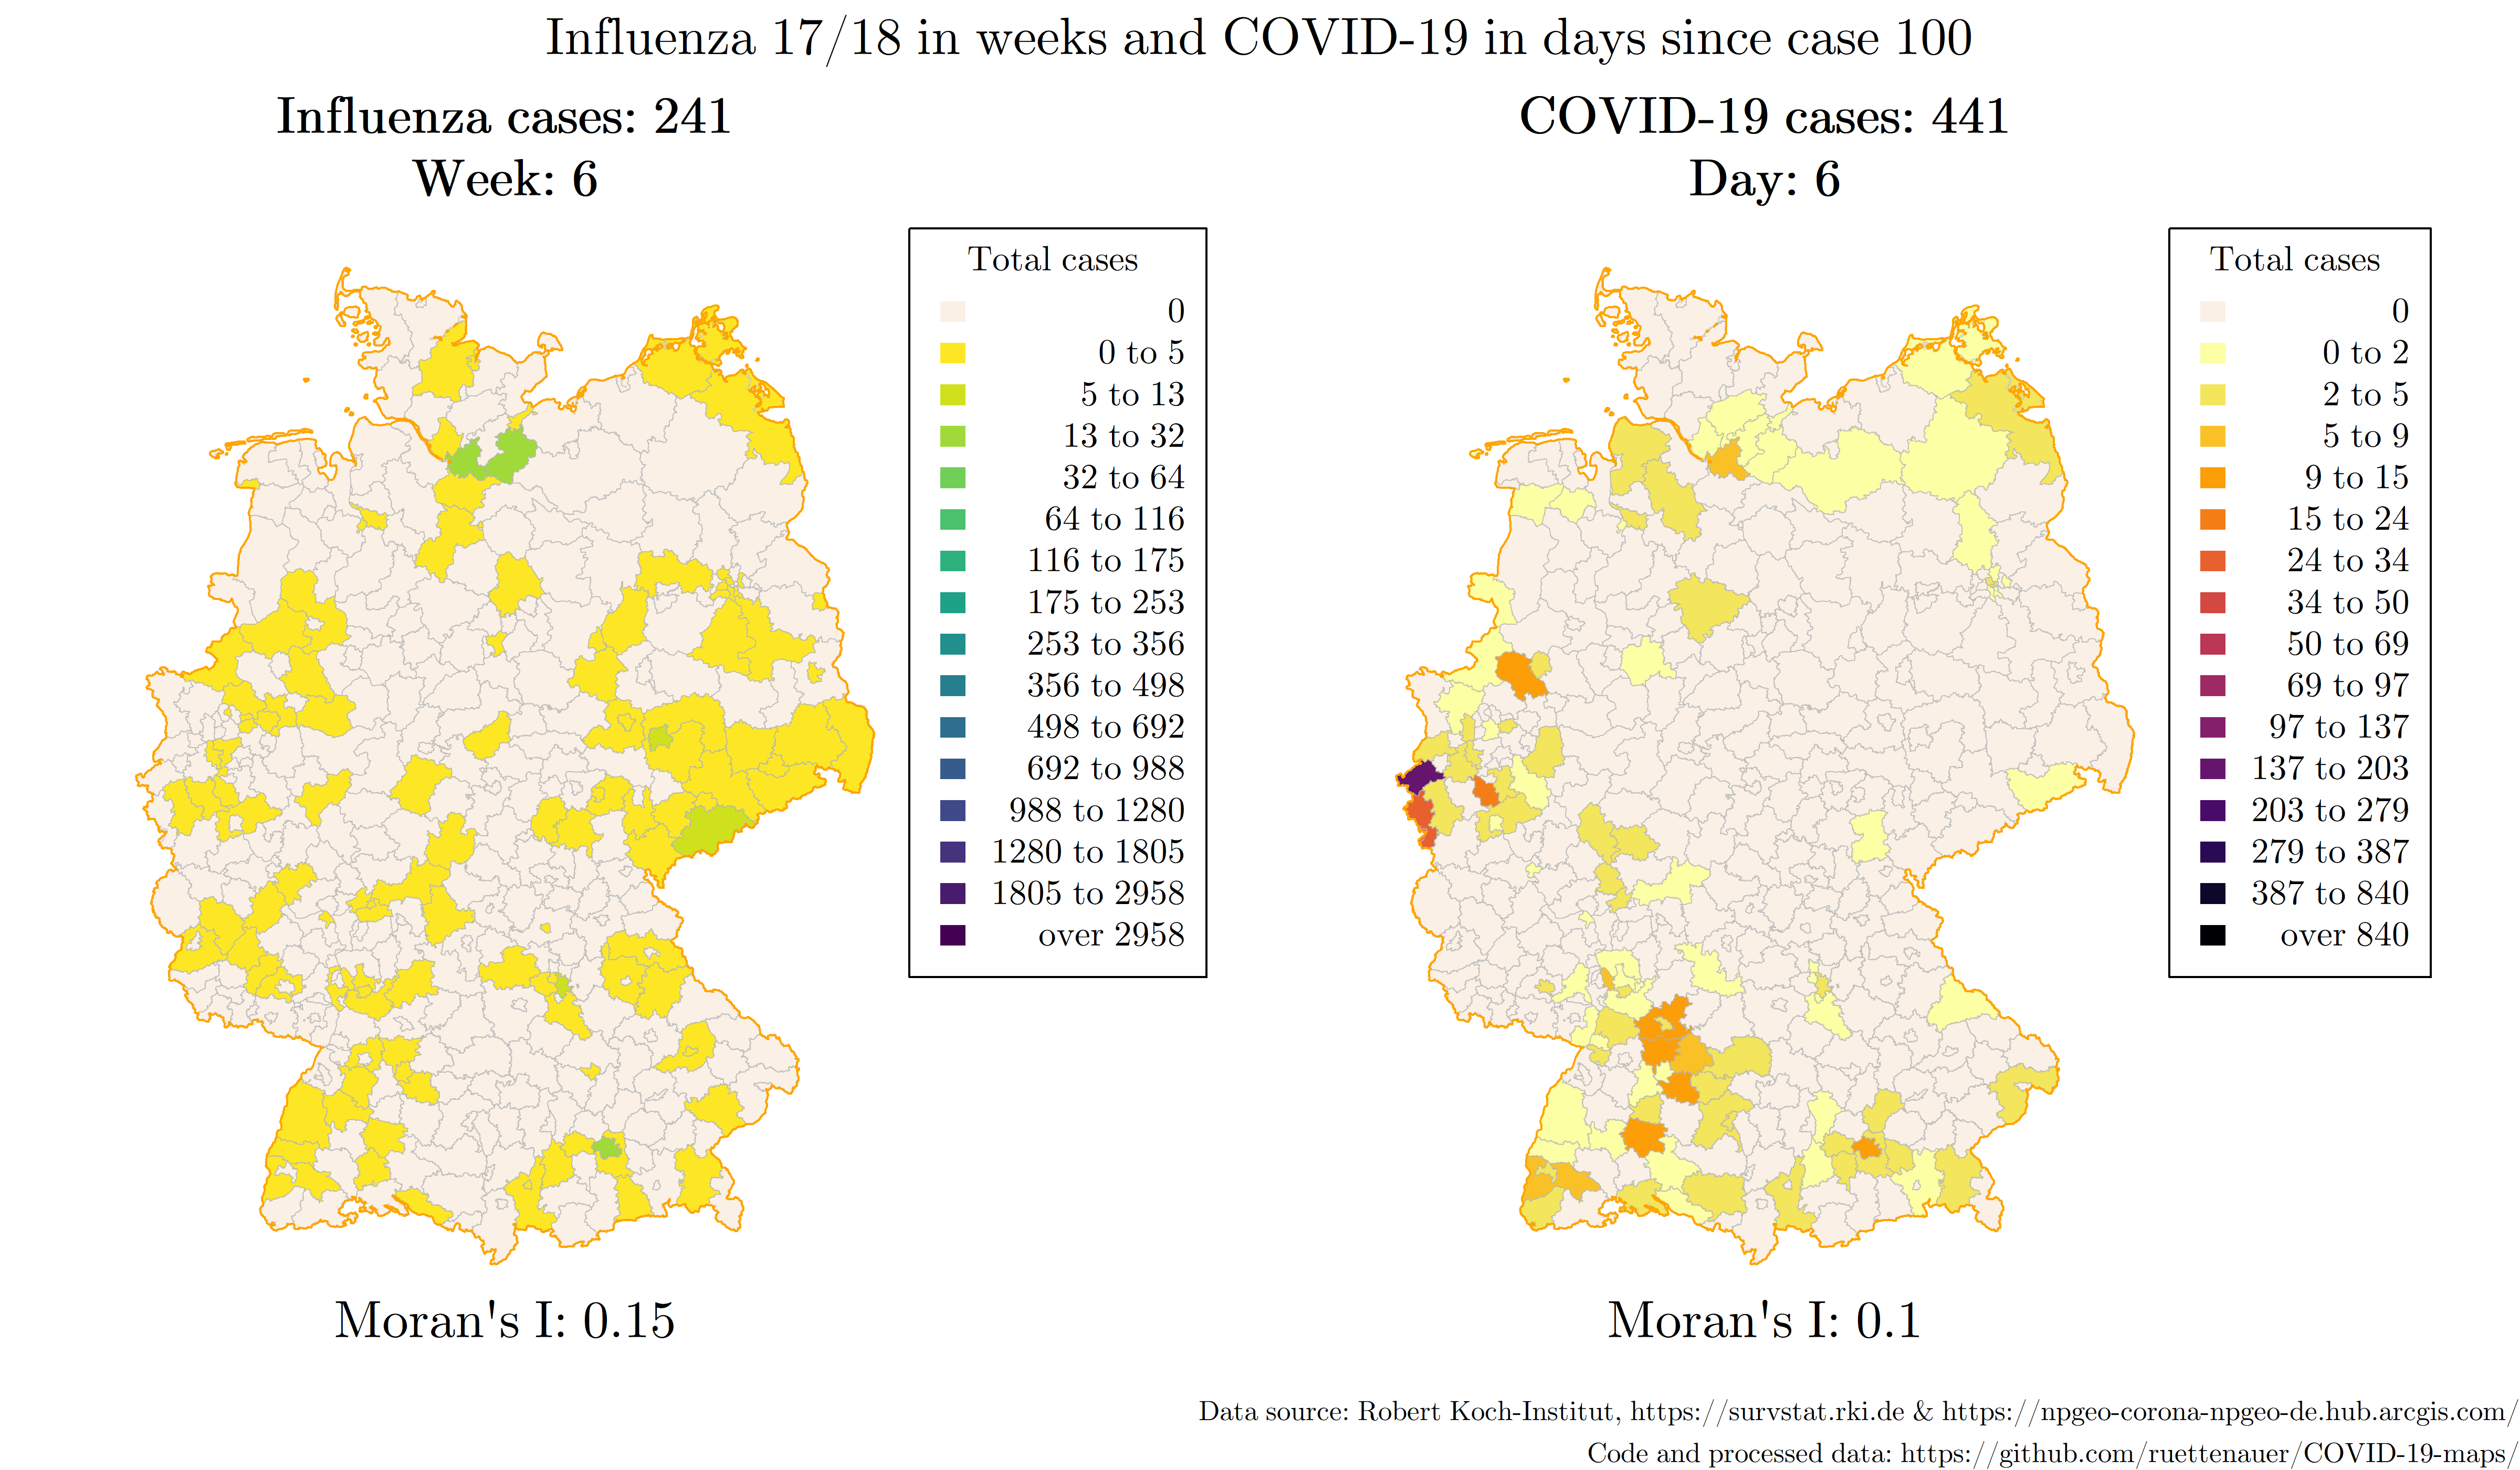 Influenza 17/18 in weeks and COVID-19 in days since case 100
Influenza cases: 241
Week: 6
Total cases
0
0 to 5
5 to 13
13 to 32
32 to 64
64 to 116
116 to 175
175 to 253
253 to 356
356 to 498
498 to 692
692 to 988
988 to 1280
1280 to 1805
1805 to 2958
over 2958
Moran's I: 0.15
COVID-19 cases: 441
Day: 6
Total cases
0
0 to 2
2 to 5
5 to 9
9 to 15
15 to 24
24 to 34
34 to 50
50 to 69
69 to 97
97 to 137
137 to 203
203 to 279
279 to 387
387 to 840
over 840
Moran's I: 0.1
Data source: Robert Koch-Institut, https://survstat.rki.de & https://npgeo-corona-npgeo-de.hub.arcgis.com/
Code and processed data: https://github.com/ruettenauer/COVID-19-maps/